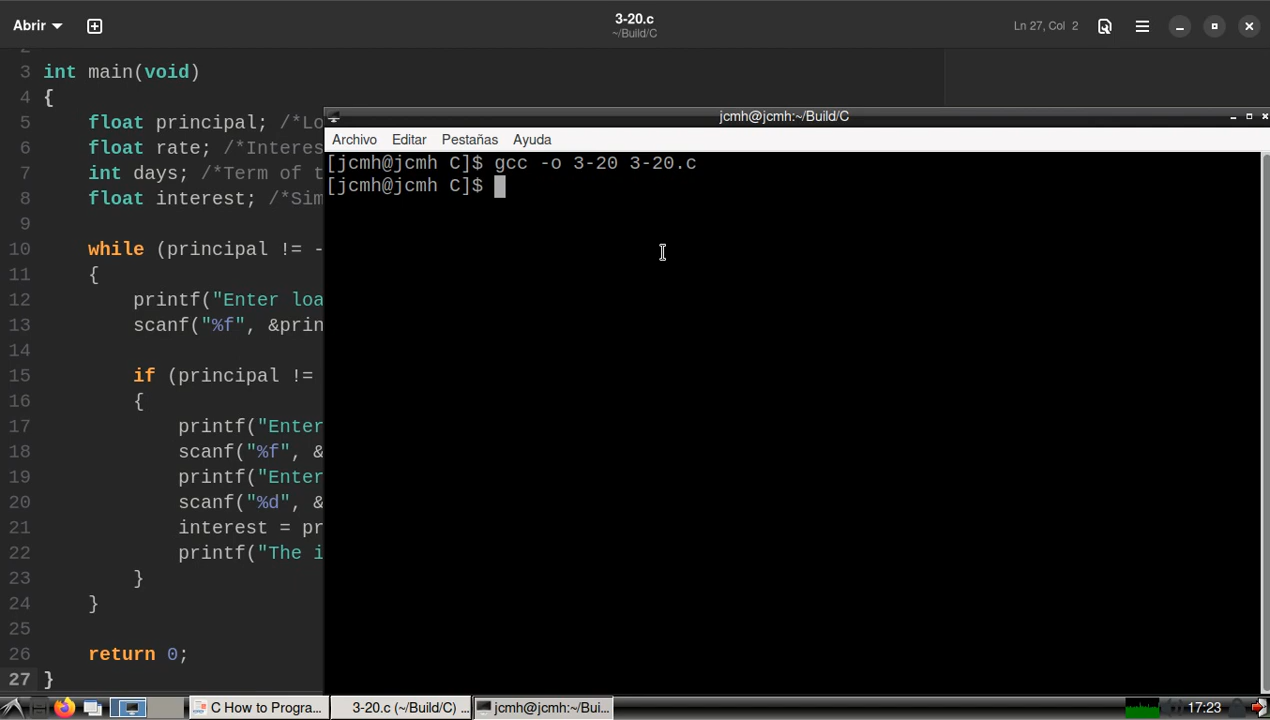 Abrir
3-20.c
~/Build/C
Ln 27, Col 2
3 int main(void)
4 {
5 float principal; /*Lo
6 float rate; /*Interes
7 int days; /*Term of t
8 float interest; /*Sim
9
10 while (principal != -
11 {
12 printf("Enter loa
13 scanf("%f", &prin
14
15 if (principal !=
16 {
17 printf("Enter
18 scanf("%f", &
19 printf("Enter
20 scanf("%d", &
21 interest = pr
22 printf("The i
23 }
24 }
25
26 return 0;
27 }
jcmh@jcmh:~/Build/C
Archivo Editar Pestañas Ayuda
[jcmh@jcmh C]$ gcc -o 3-20 3-20.c
[jcmh@jcmh C]$
C How to Progra...
3-20.c (~/Build/C) ...
jcmh@jcmh:~/Bui...
17:23